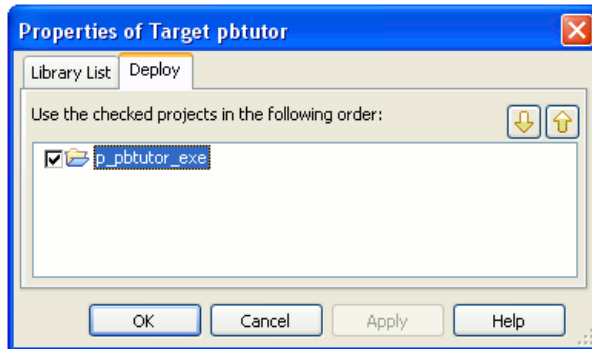 Properties of Target pbtutor
Library List Deploy
Use the checked projects in the following order:
p_pbtutor_exe
OK Cancel Apply Help